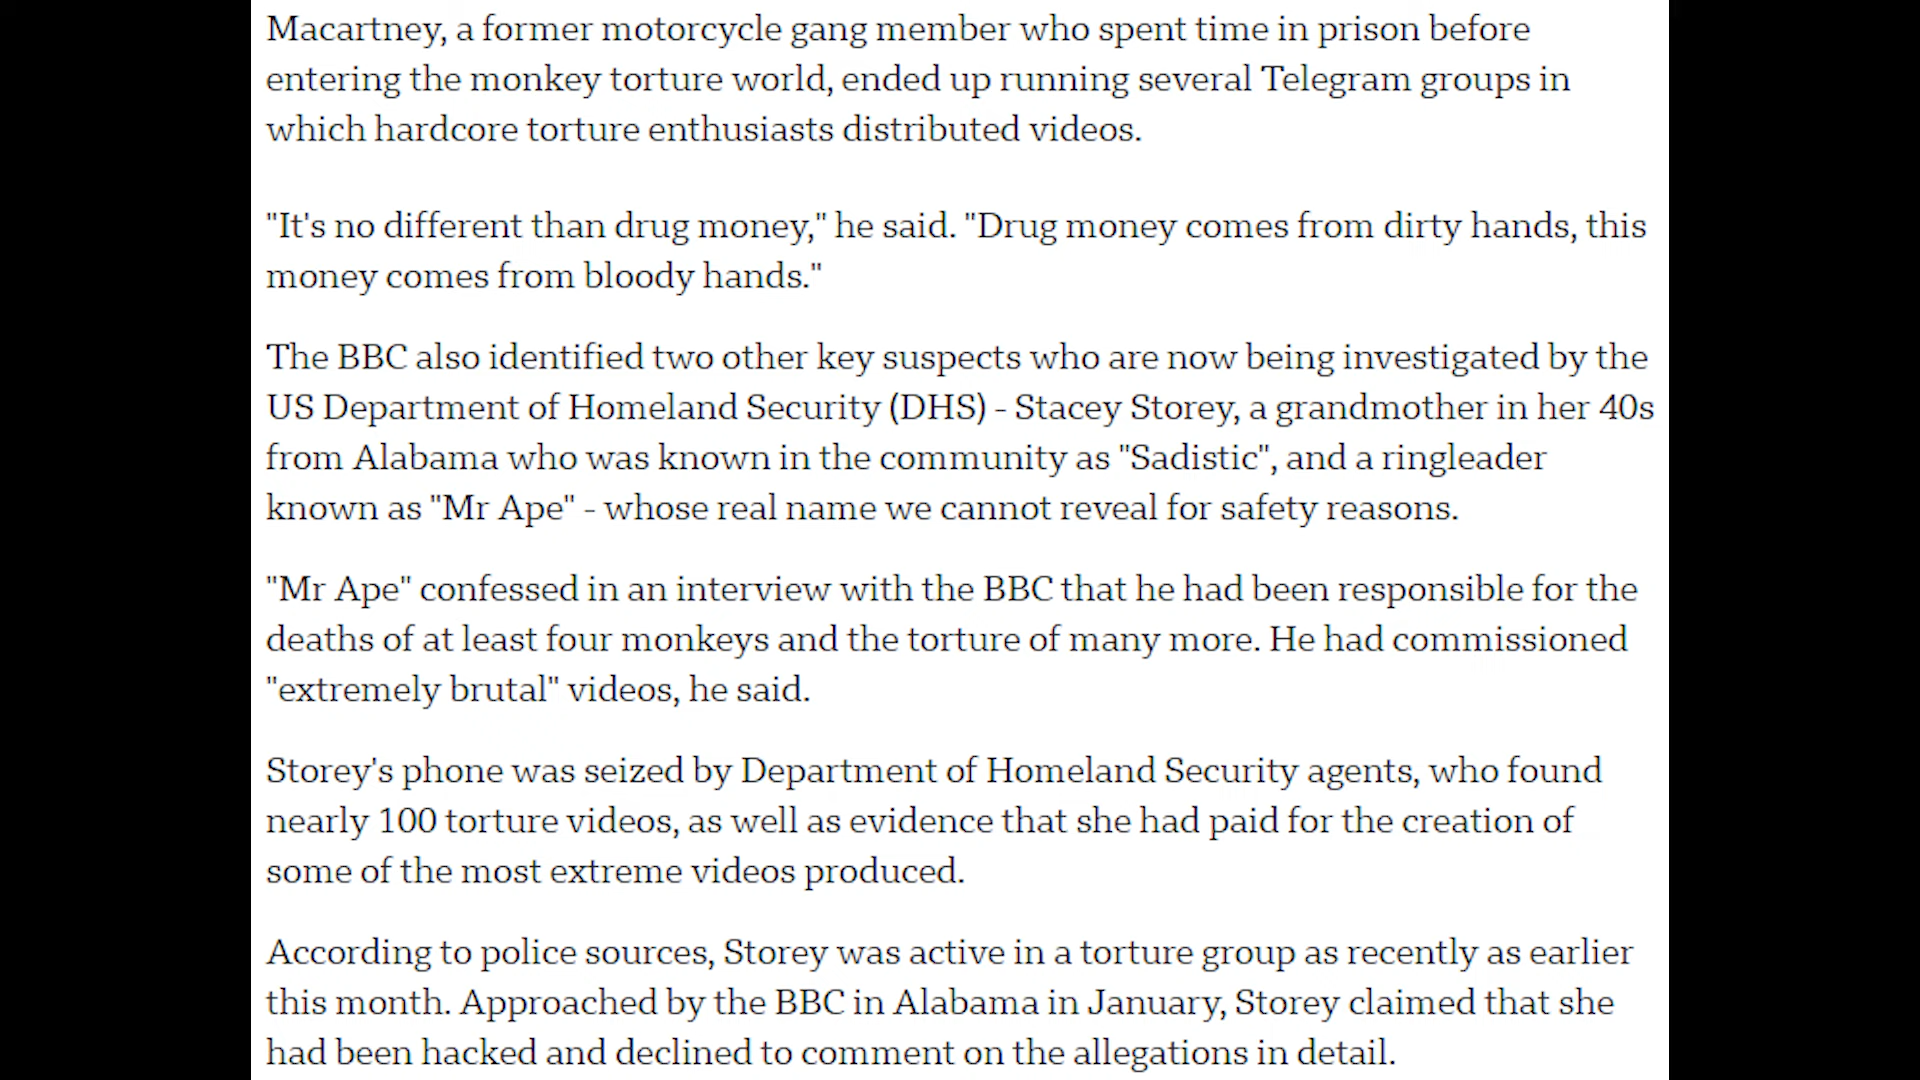 Macartney, a former motorcycle gang member who spent time in prison before
entering the monkey torture world, ended up running several Telegram groups in
which hardcore torture enthusiasts distributed videos.
"It's no different than drug money," he said. "Drug money comes from dirty hands, this
money comes from bloody hands."
The BBC also identified two other key suspects who are now being investigated by the
US Department of Homeland Security (DHS) - Stacey Storey, a grandmother in her 40s
from Alabama who was known in the community as "Sadistic", and a ringleader
known as "Mr Ape" - whose real name we cannot reveal for safety reasons.
"Mr Ape" confessed in an interview with the BBC that he had been responsible for the
deaths of at least four monkeys and the torture of many more. He had commissioned
"extremely brutal" videos, he said.
Storey's phone was seized by Department of Homeland Security agents, who found
nearly 100 torture videos, as well as evidence that she had paid for the creation of
some of the most extreme videos produced.
According to police sources, Storey was active in a torture group as recently as earlier
this month. Approached by the BBC in Alabama in January, Storey claimed that she
had been hacked and declined to comment on the allegations in detail.